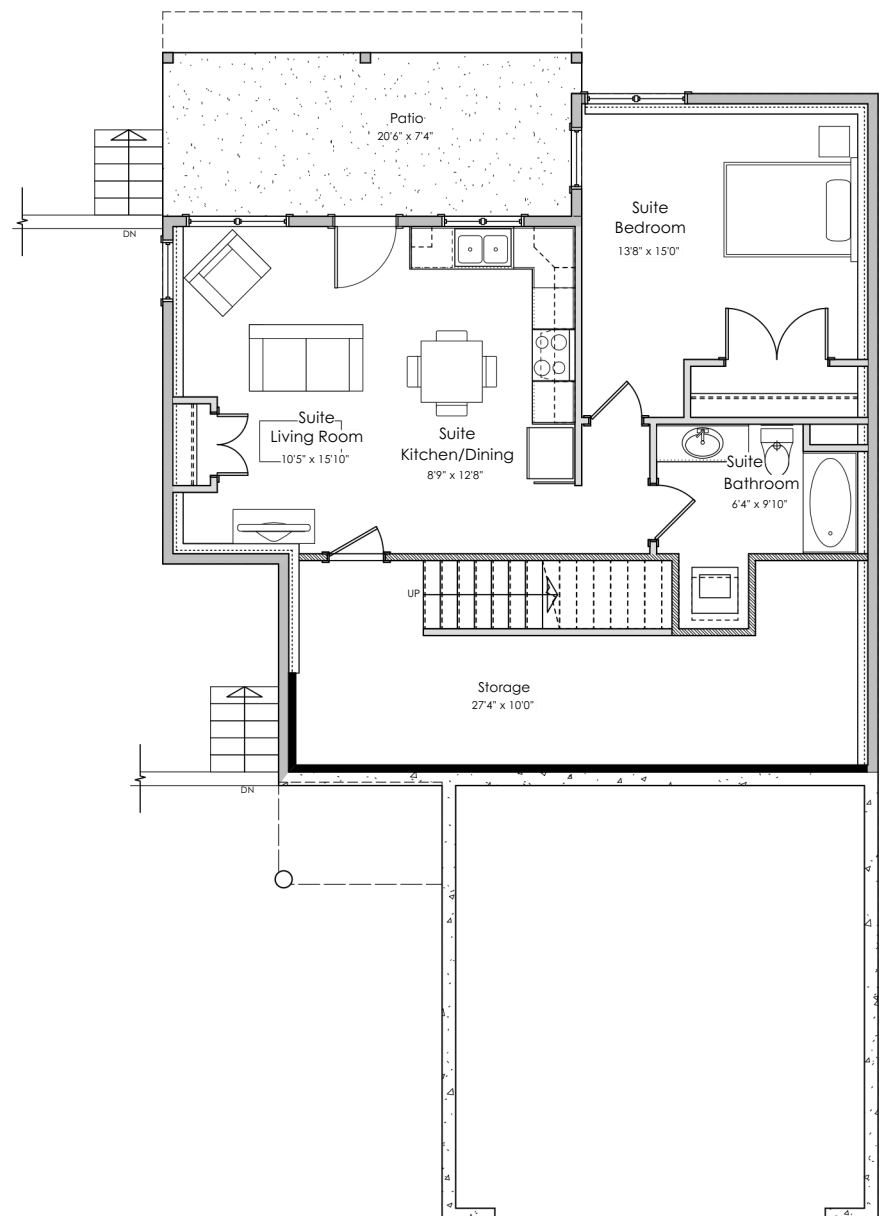 Patio
20'6" x 7'4"
DN
Suite
Bedroom
13'8" x 15'0"
Suite
Living Room
10'5" x 15'10"
Suite
Kitchen/Dining
8'9" x 12'8"
Suite
Bathroom
6'4" x 9'10"
UP
Storage
27'4" x 10'0"
DN